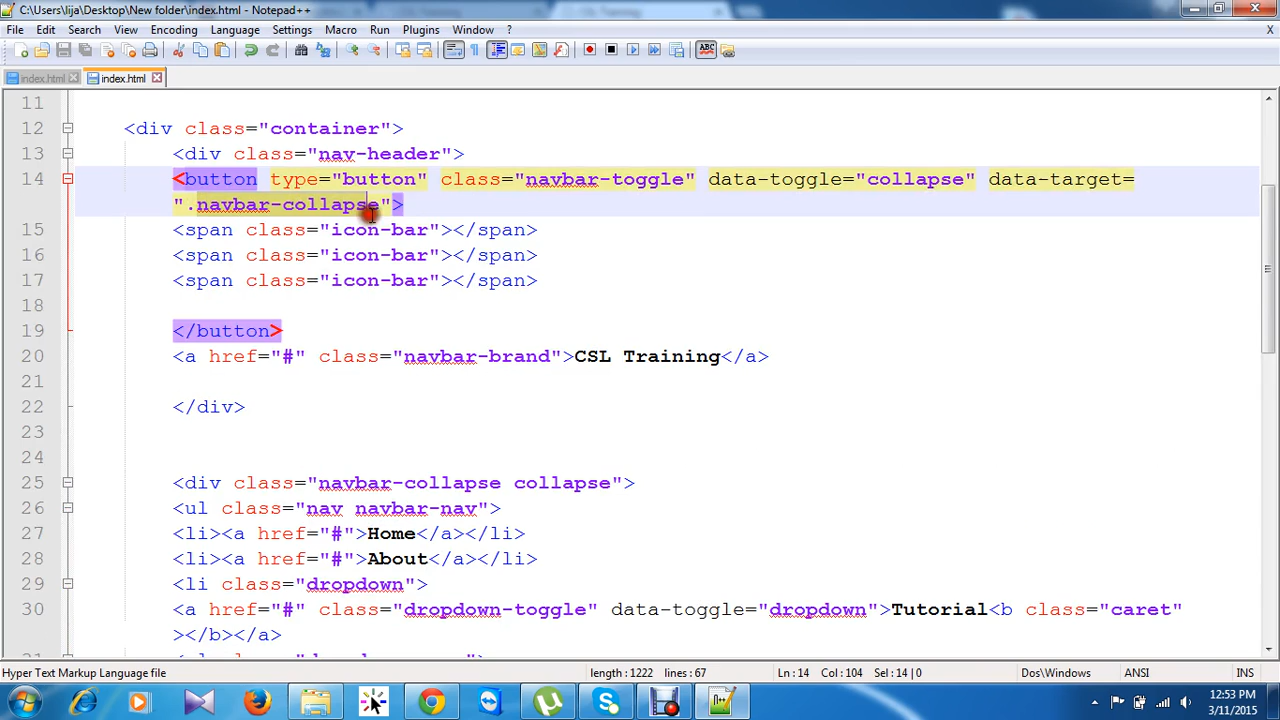 C:\Users\lija\Desktop\New folder\index.html - Notepad++
File Edit Search View Encoding Language Settings Macro Run Plugins Window ? X
index.html index.html
11
12 <div class="container">
13 <div class="nav-header">
14 <button type="button" class="navbar-toggle" data-toggle="collapse" data-target=
".navbar-collapse">
15 <span class="icon-bar"></span>
16 <span class="icon-bar"></span>
17 <span class="icon-bar"></span>
18
19 </button>
20 <a href="#" class="navbar-brand">CSL Training</a>
21
22 </div>
23
24
25 <div class="navbar-collapse collapse">
26 <ul class="nav navbar-nav">
27 <li><a href="#">Home</a></li>
28 <li><a href="#">About</a></li>
29 <li class="dropdown">
30 <a href="#" class="dropdown-toggle" data-toggle="dropdown">Tutorial<b class="caret"
></b></a>
Hyper Text Markup Language file length : 1222 lines : 67 Ln : 14 Col : 104 Sel : 14 | 0 Dos\Windows ANSI INS
12:53 PM
3/11/2015